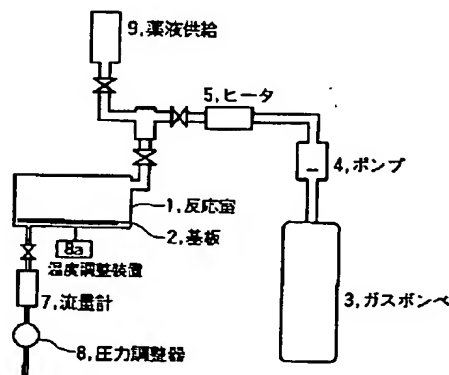 9,薬液供給
5,ヒータ
4,ポンプ
1,反応室
2,基板
8a
温度調整装置
3,ガスボンベ
7,流量計
8,圧力調整器